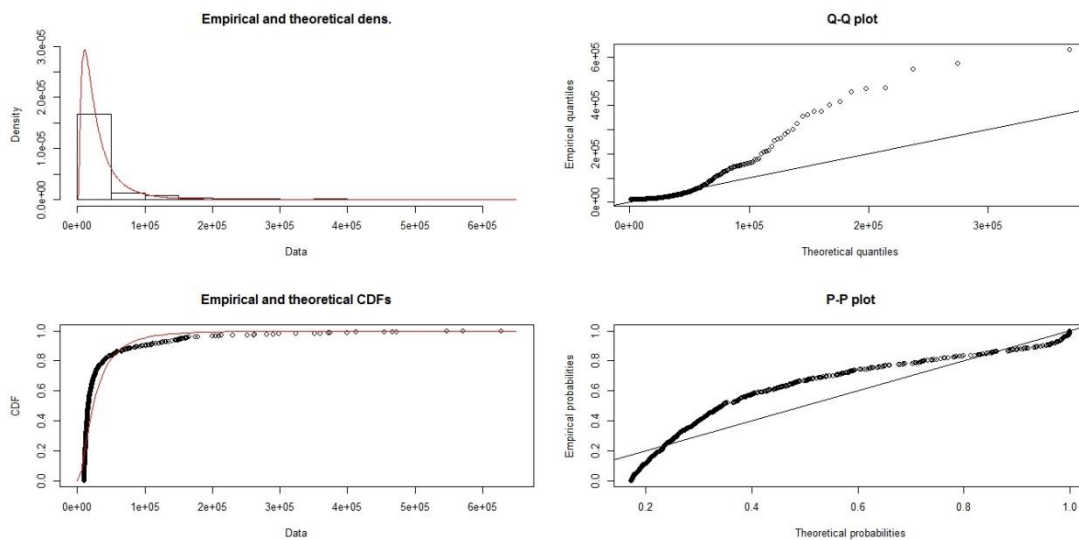 Empirical and theoretical dens.
Density
0.0e+00 1.0e-05 2.0e-05 3.0e-05
0e+00 1e+05 2e+05 3e+05 4e+05 5e+05 6e+05
Data
Q-Q plot
Empirical quantiles
0e+00 2e+05 4e+05 6e+05
0e+00 1e+05 2e+05 3e+05
Theoretical quantiles
Empirical and theoretical CDFs
CDF
0.0 0.2 0.4 0.6 0.8 1.0
0e+00 1e+05 2e+05 3e+05 4e+05 5e+05 6e+05
Data
P-P plot
Empirical probabilities
0.0 0.2 0.4 0.6 0.8 1.0
0.2 0.4 0.6 0.8 1.0
Theoretical probabilities